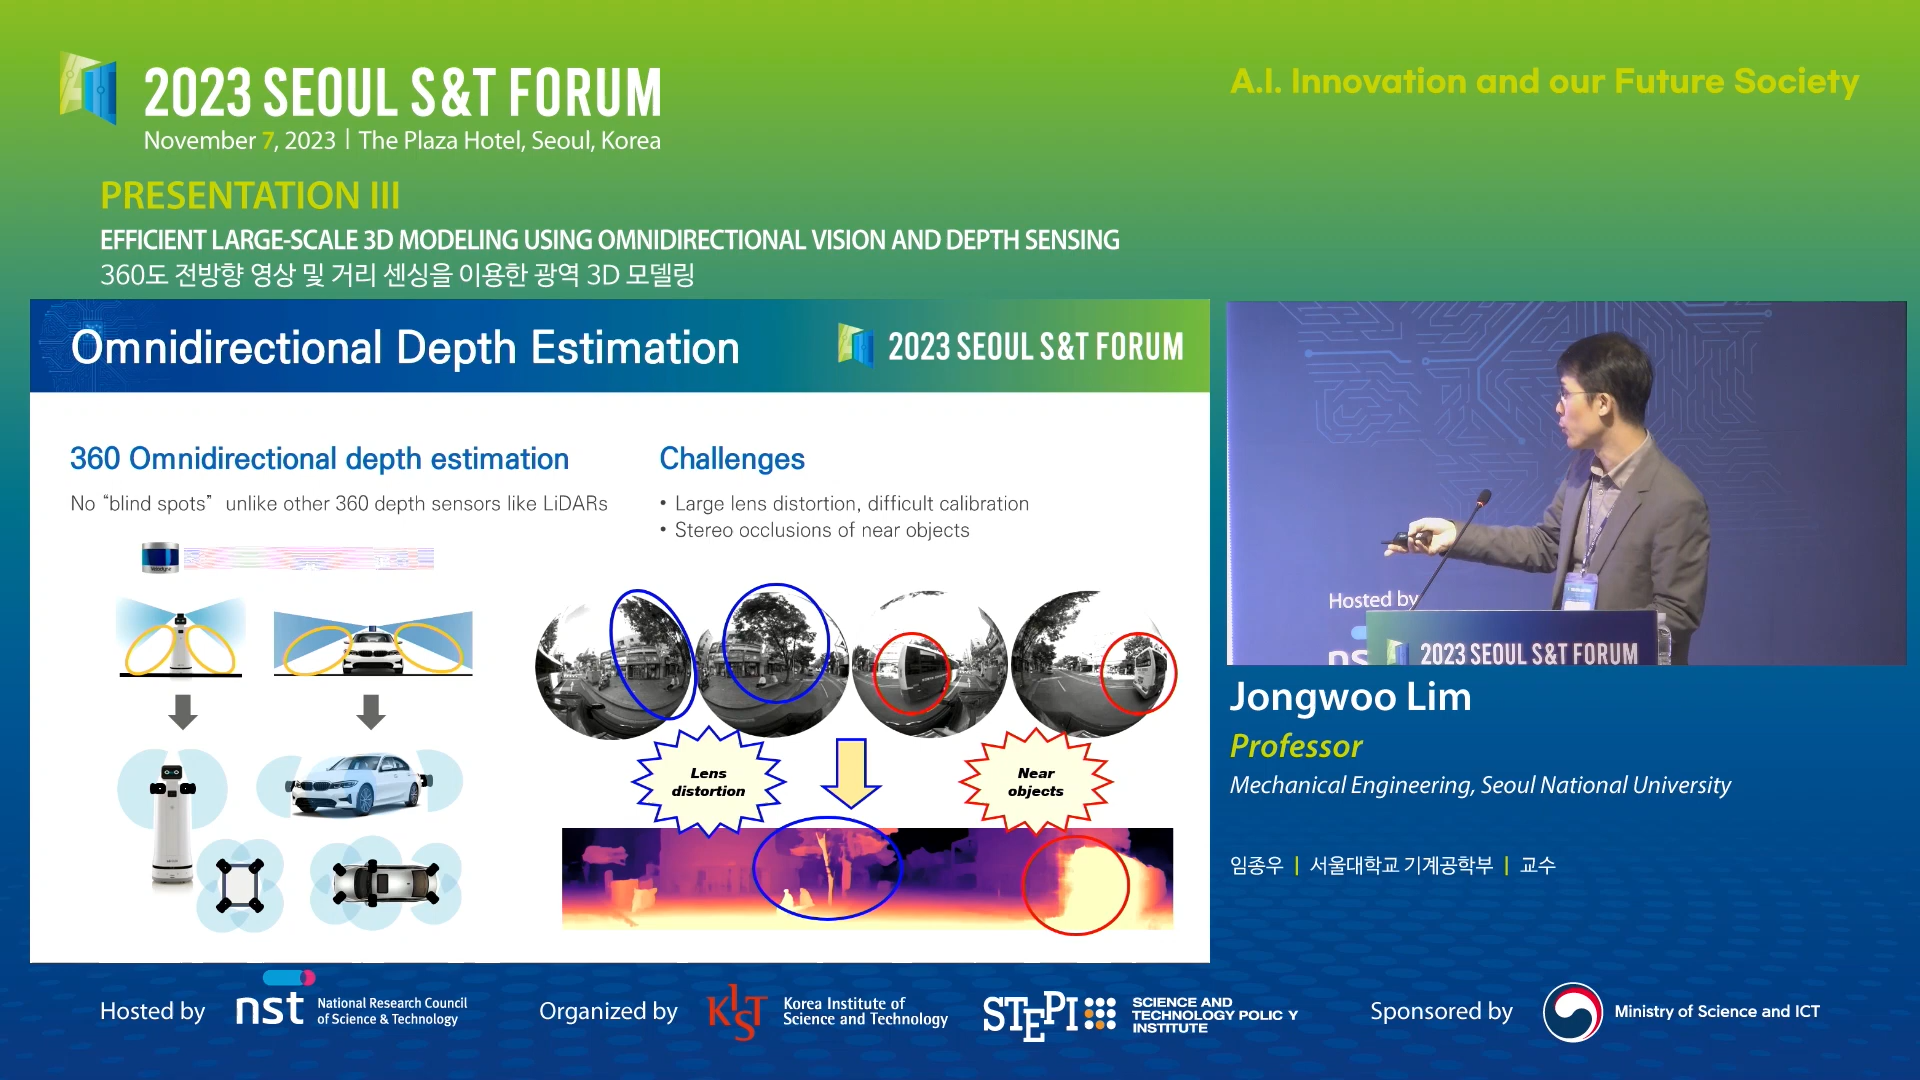 2023 SEOUL S&T FORUM
November 7, 2023 | The Plaza Hotel, Seoul, Korea
A.I. Innovation and our Future Society
PRESENTATION III
EFFICIENT LARGE-SCALE 3D MODELING USING OMNIDIRECTIONAL VISION AND DEPTH SENSING
360도 전방향 영상 및 거리 센싱을 이용한 광역 3D 모델링
Omnidirectional Depth Estimation
2023 SEOUL S&T FORUM
360 Omnidirectional depth estimation
No “blind spots” unlike other 360 depth sensors like LiDARs
Challenges
• Large lens distortion, difficult calibration
• Stereo occlusions of near objects
Velodyne
Lens
distortion
Near
objects
Hosted by
ns
2023 SEOUL S&T FORUM
Jongwoo Lim
Professor
Mechanical Engineering, Seoul National University
임종우 | 서울대학교 기계공학부 | 교수
Hosted by
nst
National Research Council
of Science & Technology
Organized by
KIST
Korea Institute of
Science and Technology
STEPI
SCIENCE AND
TECHNOLOGY POLIC Y
INSTITUTE
Sponsored by
Ministry of Science and ICT